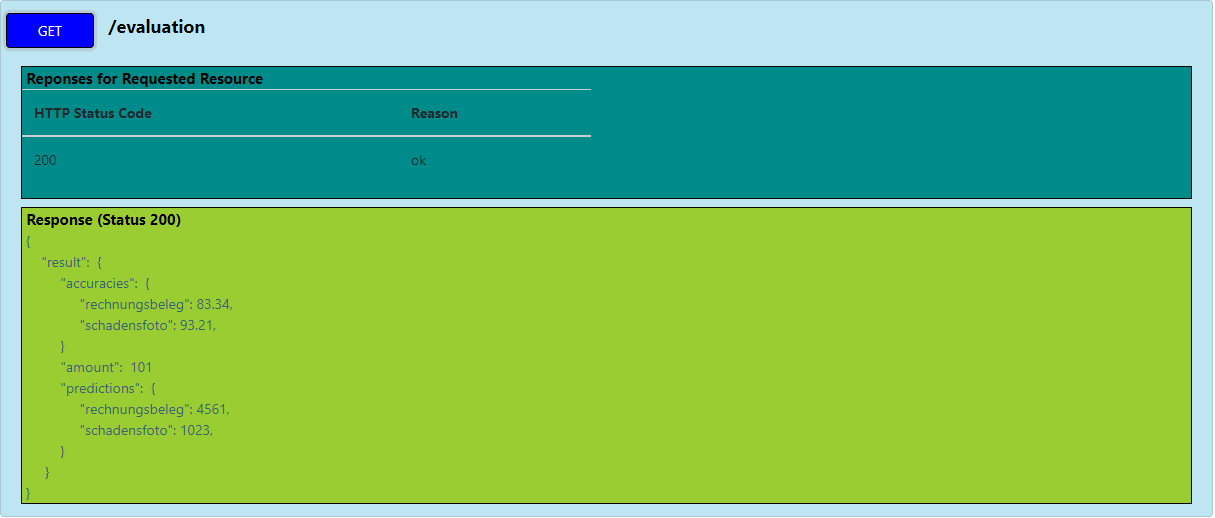 GET /evaluation
Reponses for Requested Resource
HTTP Status Code Reason
200 ok
Response (Status 200)
{
"result": {
"accuracies": {
"rechnungsbeleg": 83.34,
"schadensfoto": 93.21,
}
"amount": 101
"predictions": {
"rechnungsbeleg": 4561,
"schadensfoto": 1023,
}
}
}